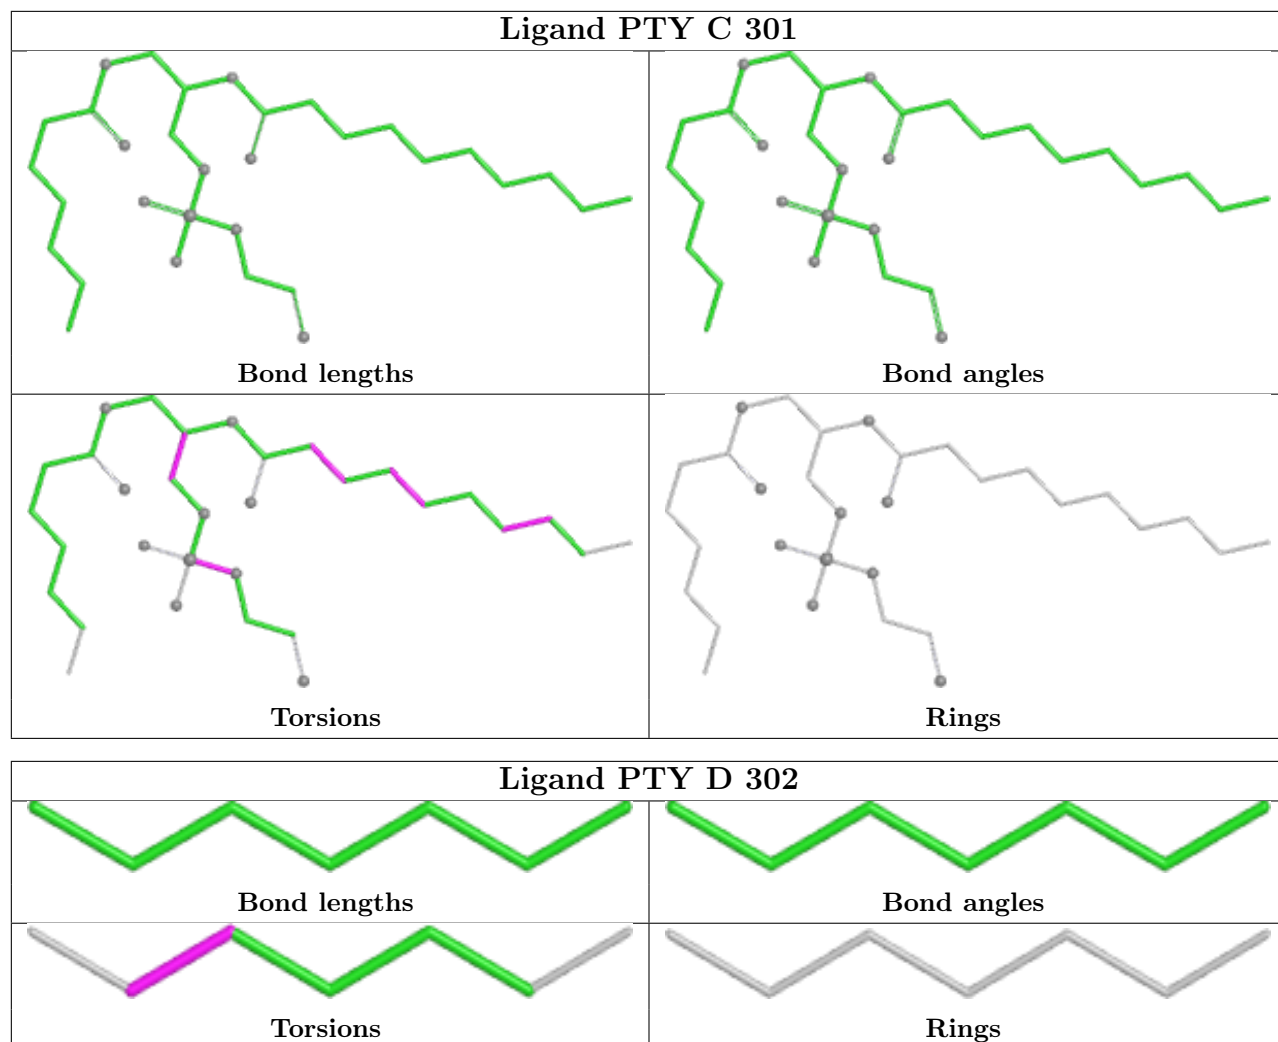 Ligand PTY C 301
Bond lengths
Bond angles
Torsions
Rings
Ligand PTY D 302
Bond lengths
Bond angles
Torsions
Rings